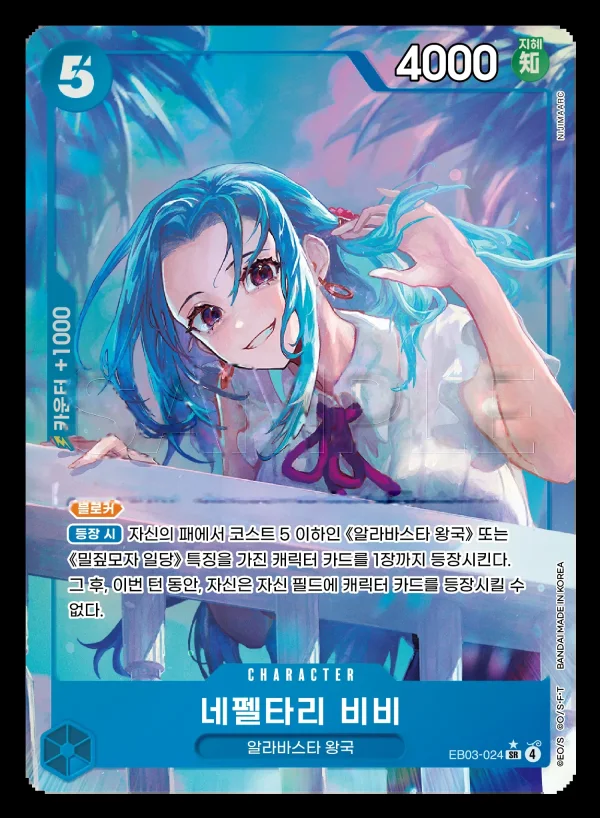 5
4000
지혜
知
NIJIMAARC
카운터 +1000
SAMPLE
블로커
등장 시 자신의 패에서 코스트 5 이하인 《알라바스타 왕국》 또는
《밀짚모자 일당》 특징을 가진 캐릭터 카드를 1장까지 등장시킨다.
그 후, 이번 턴 동안, 자신은 자신 필드에 캐릭터 카드를 등장시킬 수
없다.
CHARACTER
네펠타리 비비
알라바스타 왕국
EB03-024 SR 4
©EO/S ©O/S·F·T BANDAI MADE IN KOREA